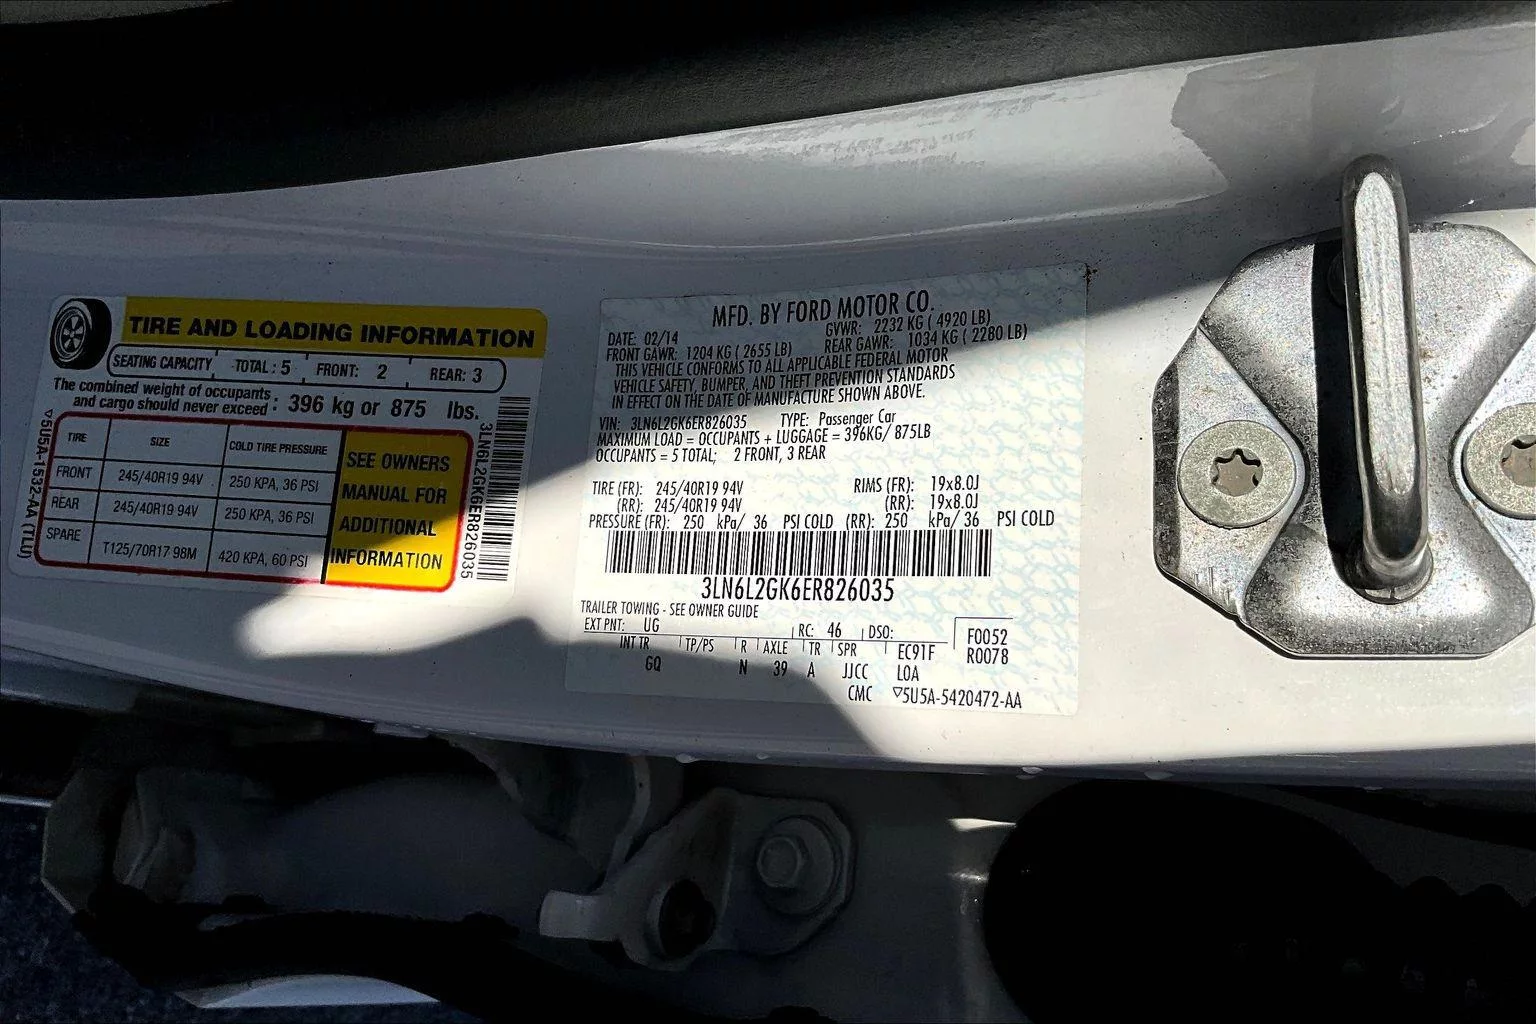 TIRE AND LOADING INFORMATION
SEATING CAPACITY TOTAL : 5 FRONT: 2 REAR: 3
The combined weight of occupants
and cargo should never exceed : 396 kg or 875 lbs.
TIRE SIZE COLD TIRE PRESSURE
FRONT 245/40R19 94V 250 KPA, 36 PSI
REAR 245/40R19 94V 250 KPA, 36 PSI
SPARE T125/70R17 98M 420 KPA, 60 PSI
SEE OWNERS
MANUAL FOR
ADDITIONAL
INFORMATION
▽5U5A-1532-AA (TLU)
3LN6L2GK6ER826035
MFD. BY FORD MOTOR CO.
DATE: 02/14 GVWR: 2232 KG ( 4920 LB)
FRONT GAWR: 1204 KG ( 2655 LB) REAR GAWR: 1034 KG ( 2280 LB)
THIS VEHICLE CONFORMS TO ALL APPLICABLE FEDERAL MOTOR
VEHICLE SAFETY, BUMPER, AND THEFT PREVENTION STANDARDS
IN EFFECT ON THE DATE OF MANUFACTURE SHOWN ABOVE.
VIN: 3LN6L2GK6ER826035 TYPE: Passenger Car
MAXIMUM LOAD = OCCUPANTS + LUGGAGE = 396KG/ 875LB
OCCUPANTS = 5 TOTAL; 2 FRONT, 3 REAR
TIRE (FR): 245/40R19 94V RIMS (FR): 19x8.0J
(RR): 245/40R19 94V (RR): 19x8.0J
PRESSURE (FR): 250 kPa/ 36 PSI COLD (RR): 250 kPa/ 36 PSI COLD
3LN6L2GK6ER826035
TRAILER TOWING - SEE OWNER GUIDE
EXT PNT: UG RC: 46 DSO: F0052
INT TR TP/PS R AXLE TR SPR EC91F R0078
GQ N 39 A JJCC LOA
CMC ▽5U5A-5420472-AA